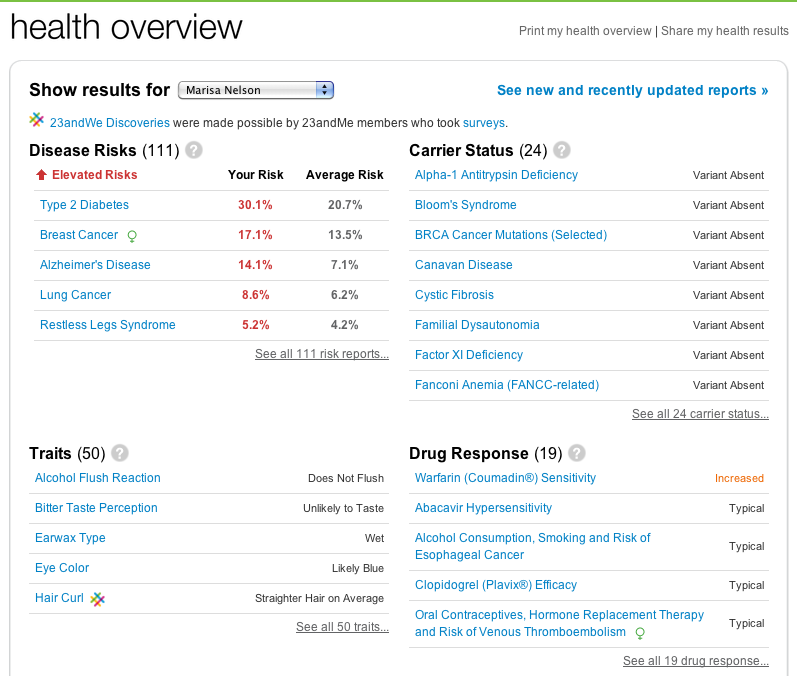 health overview
Print my health overview | Share my health results
Show results for Marisa Nelson
See new and recently updated reports »
23andWe Discoveries were made possible by 23andMe members who took surveys.
Disease Risks (111) ?
Elevated Risks Your Risk Average Risk
Type 2 Diabetes 30.1% 20.7%
Breast Cancer ♀ 17.1% 13.5%
Alzheimer's Disease 14.1% 7.1%
Lung Cancer 8.6% 6.2%
Restless Legs Syndrome 5.2% 4.2%
See all 111 risk reports...
Carrier Status (24) ?
Alpha-1 Antitrypsin Deficiency Variant Absent
Bloom's Syndrome Variant Absent
BRCA Cancer Mutations (Selected) Variant Absent
Canavan Disease Variant Absent
Cystic Fibrosis Variant Absent
Familial Dysautonomia Variant Absent
Factor XI Deficiency Variant Absent
Fanconi Anemia (FANCC-related) Variant Absent
See all 24 carrier status...
Traits (50) ?
Alcohol Flush Reaction Does Not Flush
Bitter Taste Perception Unlikely to Taste
Earwax Type Wet
Eye Color Likely Blue
Hair Curl Straighter Hair on Average
See all 50 traits...
Drug Response (19) ?
Warfarin (Coumadin®) Sensitivity Increased
Abacavir Hypersensitivity Typical
Alcohol Consumption, Smoking and Risk of
Esophageal Cancer Typical
Clopidogrel (Plavix®) Efficacy Typical
Oral Contraceptives, Hormone Replacement Therapy
and Risk of Venous Thromboembolism ♀ Typical
See all 19 drug response...